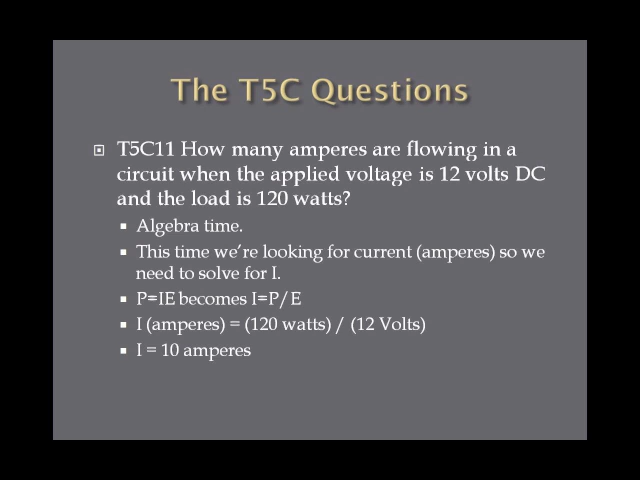 The T5C Questions
T5C11 How many amperes are flowing in a
circuit when the applied voltage is 12 volts DC
and the load is 120 watts?
Algebra time.
This time we're looking for current (amperes) so we
need to solve for I.
P=IE becomes I=P/E
I (amperes) = (120 watts) / (12 Volts)
I = 10 amperes